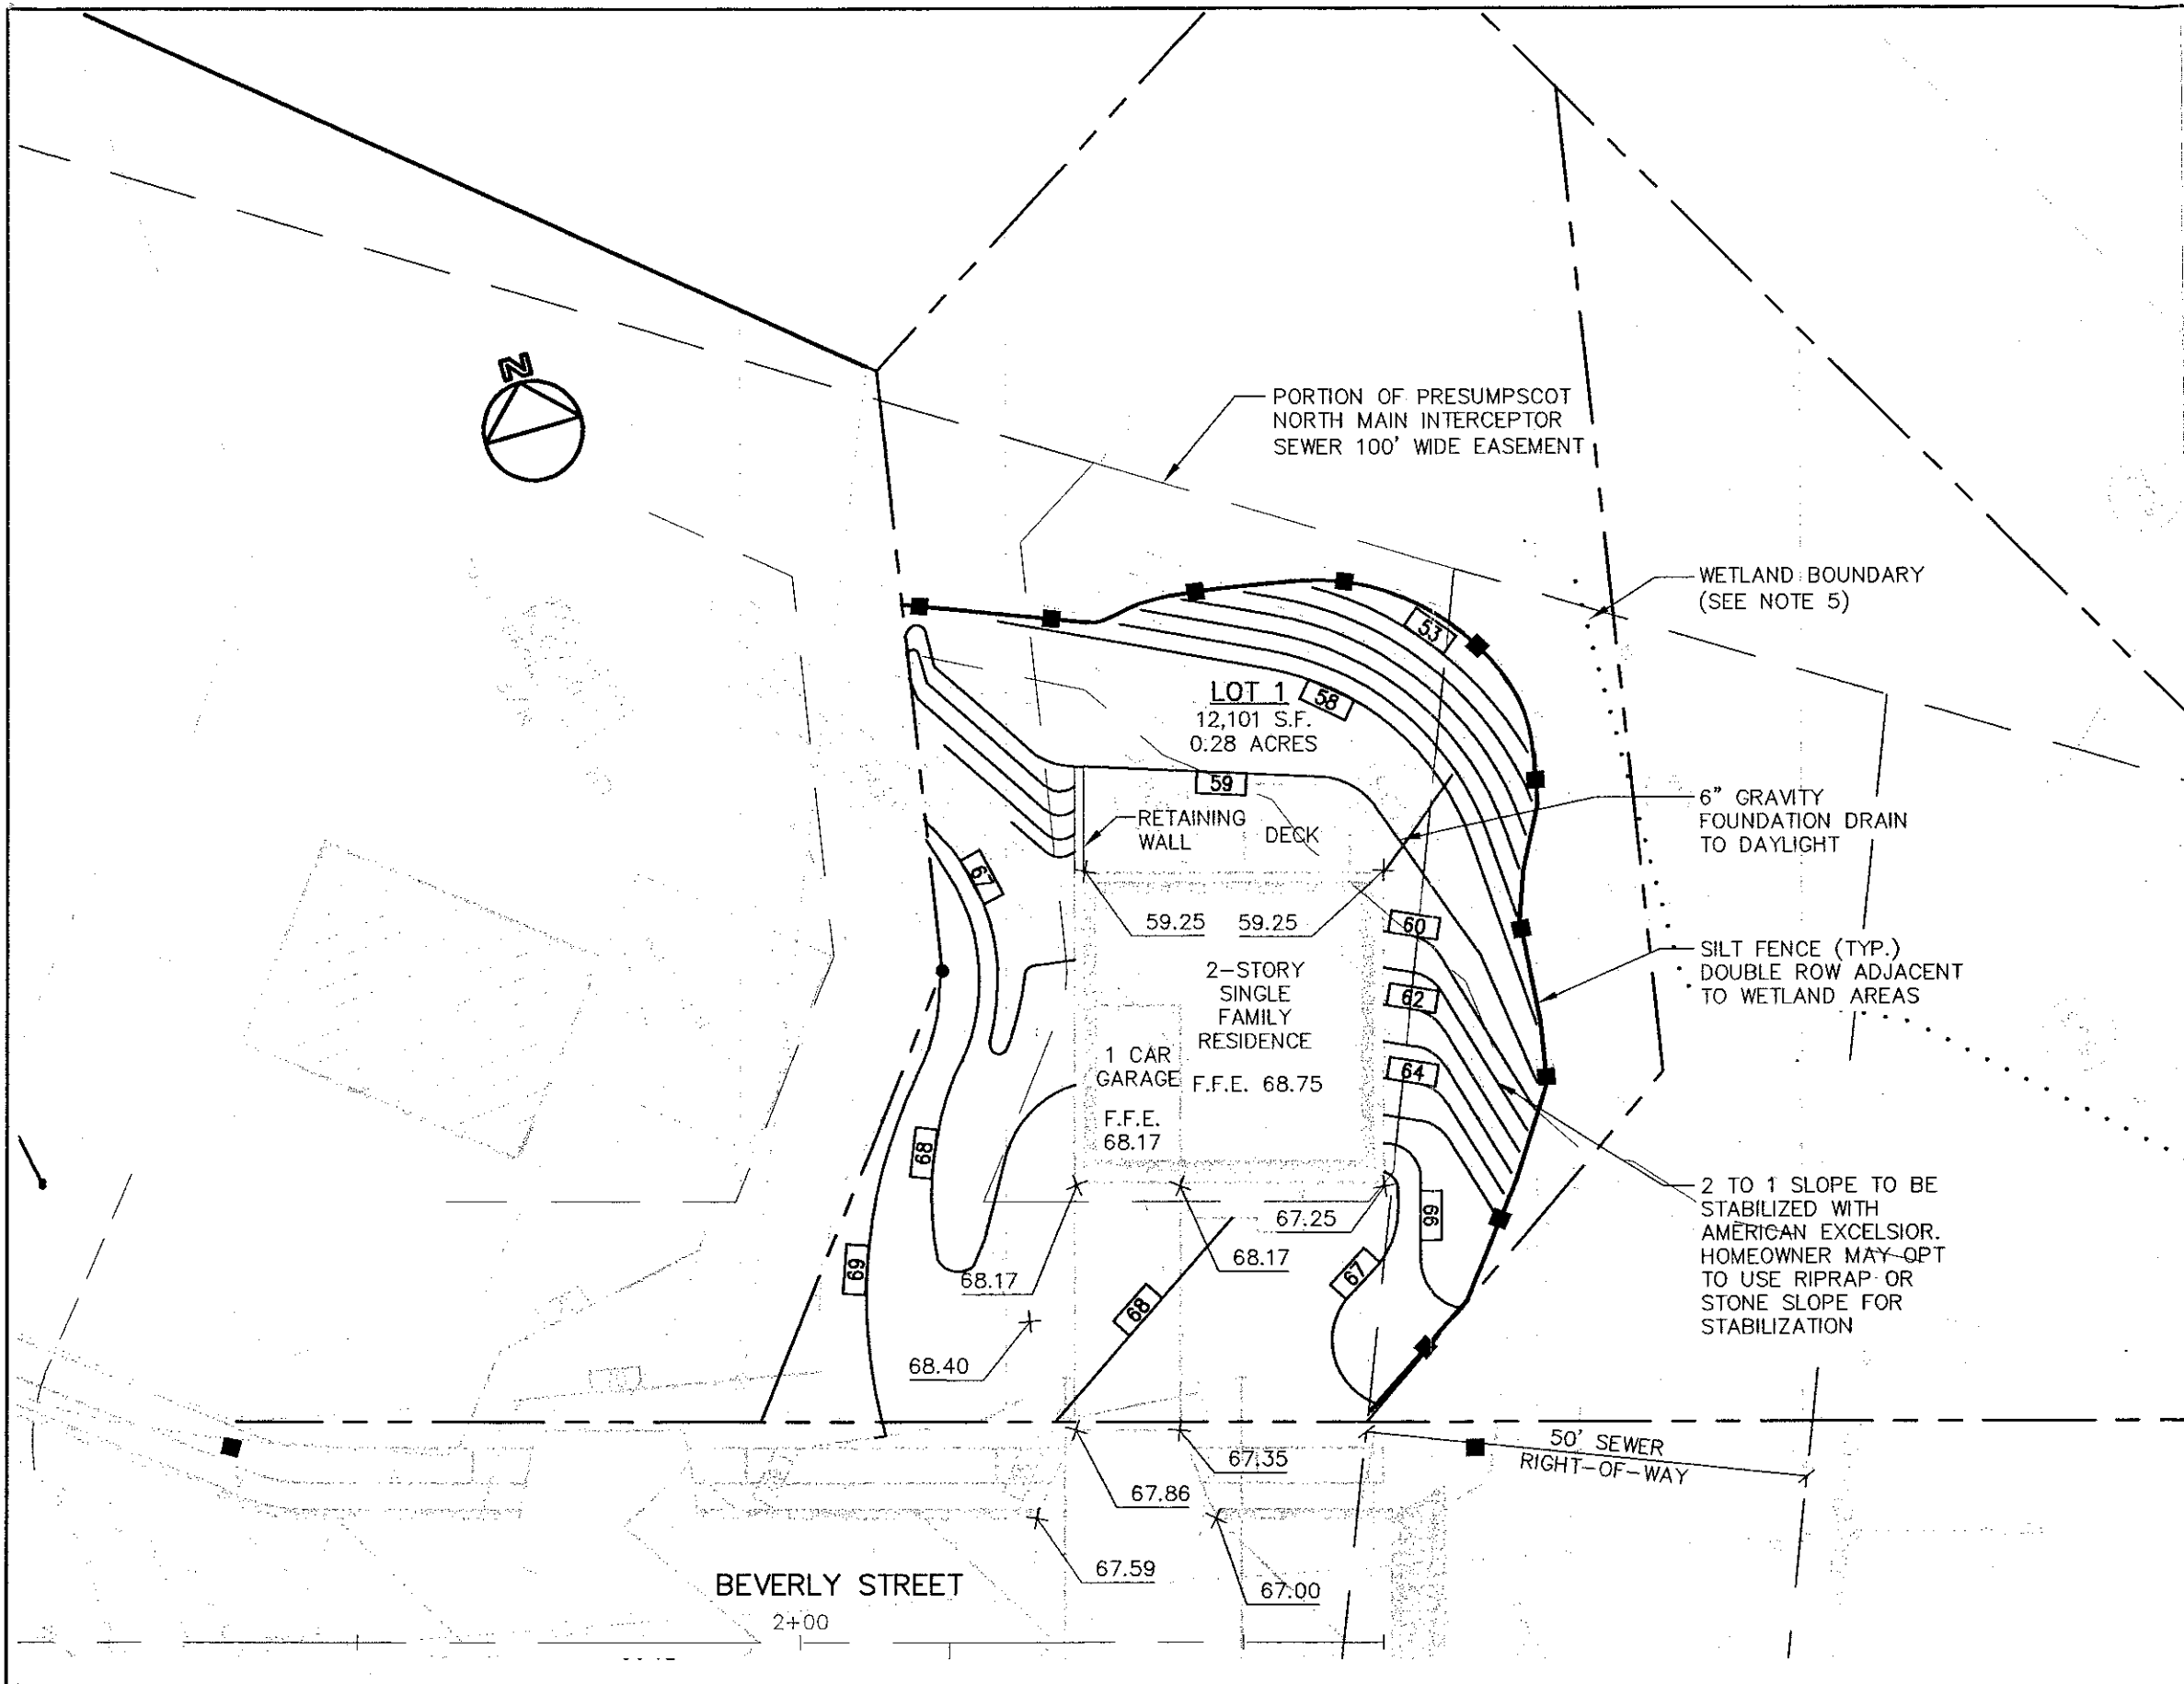 N
PORTION OF PRESUMPSCOT
NORTH MAIN INTERCEPTOR
SEWER 100' WIDE EASEMENT
WETLAND BOUNDARY
(SEE NOTE 5)
53
LOT 1
58
12,101 S.F.
0.28 ACRES
59
6" GRAVITY
FOUNDATION DRAIN
TO DAYLIGHT
RETAINING
WALL
DECK
67
59.25
59.25
60
SILT FENCE (TYP.)
DOUBLE ROW ADJACENT
TO WETLAND AREAS
2-STORY
SINGLE
FAMILY
RESIDENCE
62
1 CAR
GARAGE
F.F.E. 68.75
64
F.F.E.
68.17
68
2 TO 1 SLOPE TO BE
STABILIZED WITH
AMERICAN EXCELSIOR.
HOMEOWNER MAY OPT
TO USE RIPRAP OR
STONE SLOPE FOR
STABILIZATION
66
67.25
68.17
69
68.17
67
68
68.40
50' SEWER
RIGHT-OF-WAY
67.35
67.86
67.59
67.00
BEVERLY STREET
2+00